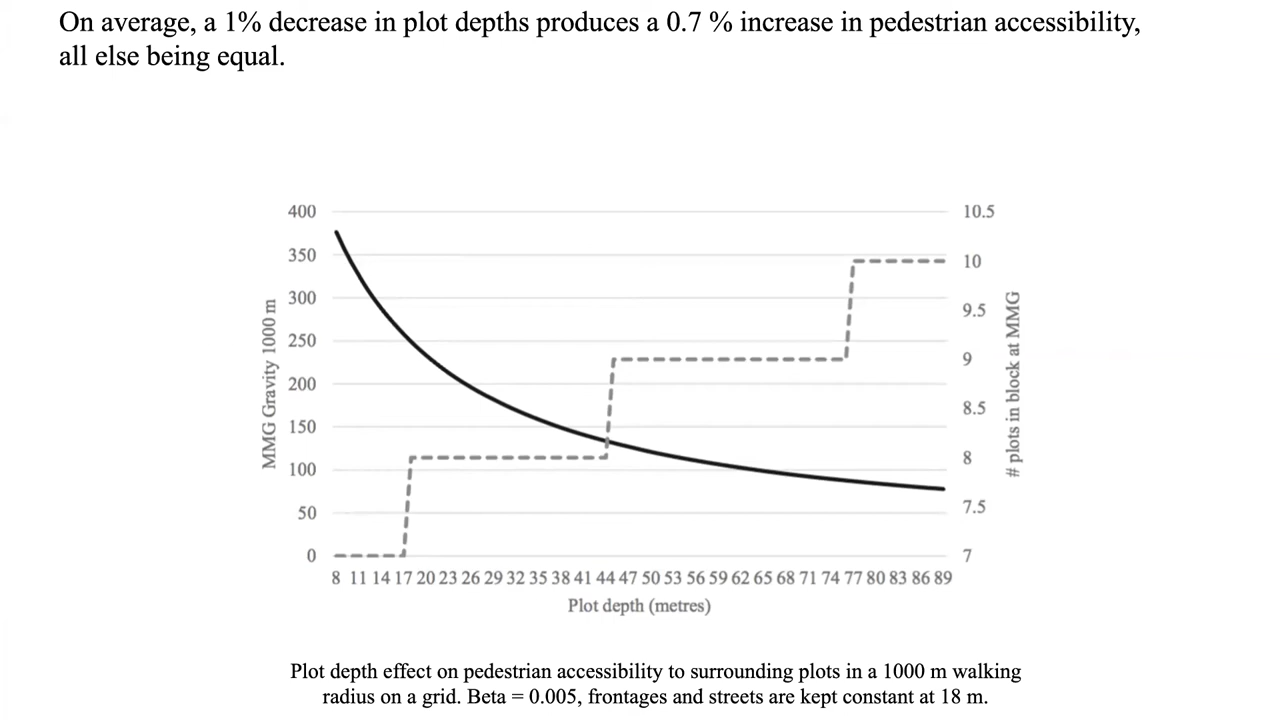 On average, a 1% decrease in plot depths produces a 0.7 % increase in pedestrian accessibility,
all else being equal.
400
350
300
250
200
150
100
50
0
MMG Gravity 1000 m
10.5
10
9.5
9
8.5
8
7.5
7
# plots in block at MMG
8 11 14 17 20 23 26 29 32 35 38 41 44 47 50 53 56 59 62 65 68 71 74 77 80 83 86 89
Plot depth (metres)
Plot depth effect on pedestrian accessibility to surrounding plots in a 1000 m walking
radius on a grid. Beta = 0.005, frontages and streets are kept constant at 18 m.